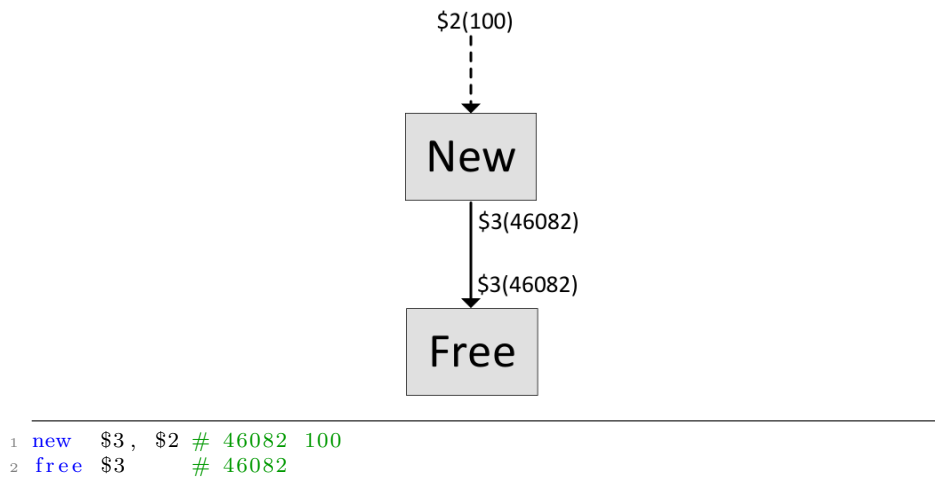 $2(100)
New
$3(46082)
$3(46082)
Free
1 new $3, $2 # 46082 100
2 free $3 # 46082